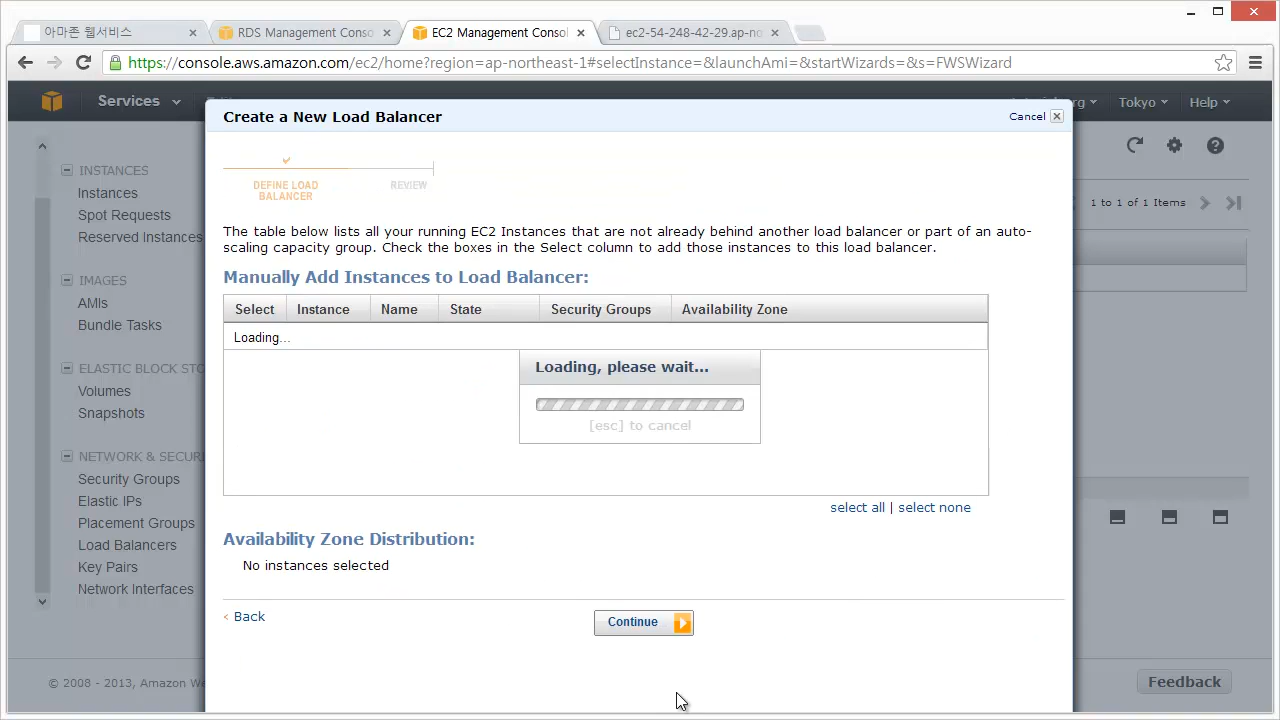 아마존 웹서비스
RDS Management Conso
EC2 Management Consol
ec2-54-248-42-29.ap-no
https://console.aws.amazon.com/ec2/home?region=ap-northeast-1#selectInstance=&launchAmi=&startWizards=&s=FWSWizard
Services
Tokyo
Help
Create a New Load Balancer
Cancel
DEFINE LOAD
BALANCER
REVIEW
INSTANCES
Instances
Spot Requests
Reserved Instances
IMAGES
AMIs
Bundle Tasks
ELASTIC BLOCK STO
Volumes
Snapshots
NETWORK & SECURI
Security Groups
Elastic IPs
Placement Groups
Load Balancers
Key Pairs
Network Interfaces
1 to 1 of 1 Items
The table below lists all your running EC2 Instances that are not already behind another load balancer or part of an auto-
scaling capacity group. Check the boxes in the Select column to add those instances to this load balancer.
Manually Add Instances to Load Balancer:
Select Instance Name State Security Groups Availability Zone
Loading...
Loading, please wait...
[esc] to cancel
select all | select none
Availability Zone Distribution:
No instances selected
< Back
Continue
© 2008 - 2013, Amazon We
Feedback